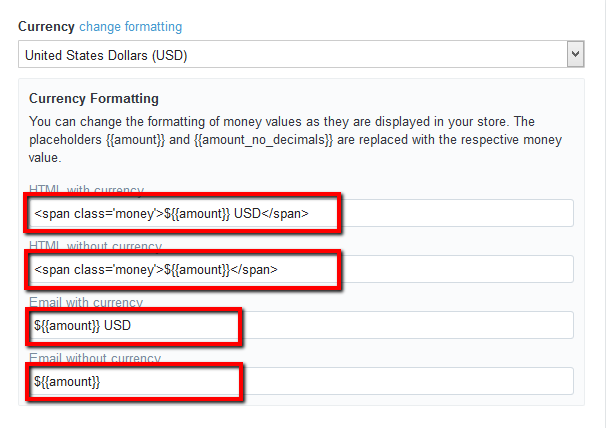 Currency change formatting
United States Dollars (USD)
Currency Formatting
You can change the formatting of money values as they are displayed in your store. The
placeholders {{amount}} and {{amount_no_decimals}} are replaced with the respective money
value.
HTML with currency
<span class='money'>${{amount}} USD</span>
HTML without currency
<span class='money'>${{amount}}</span>
Email with currency
${{amount}} USD
Email without currency
${{amount}}